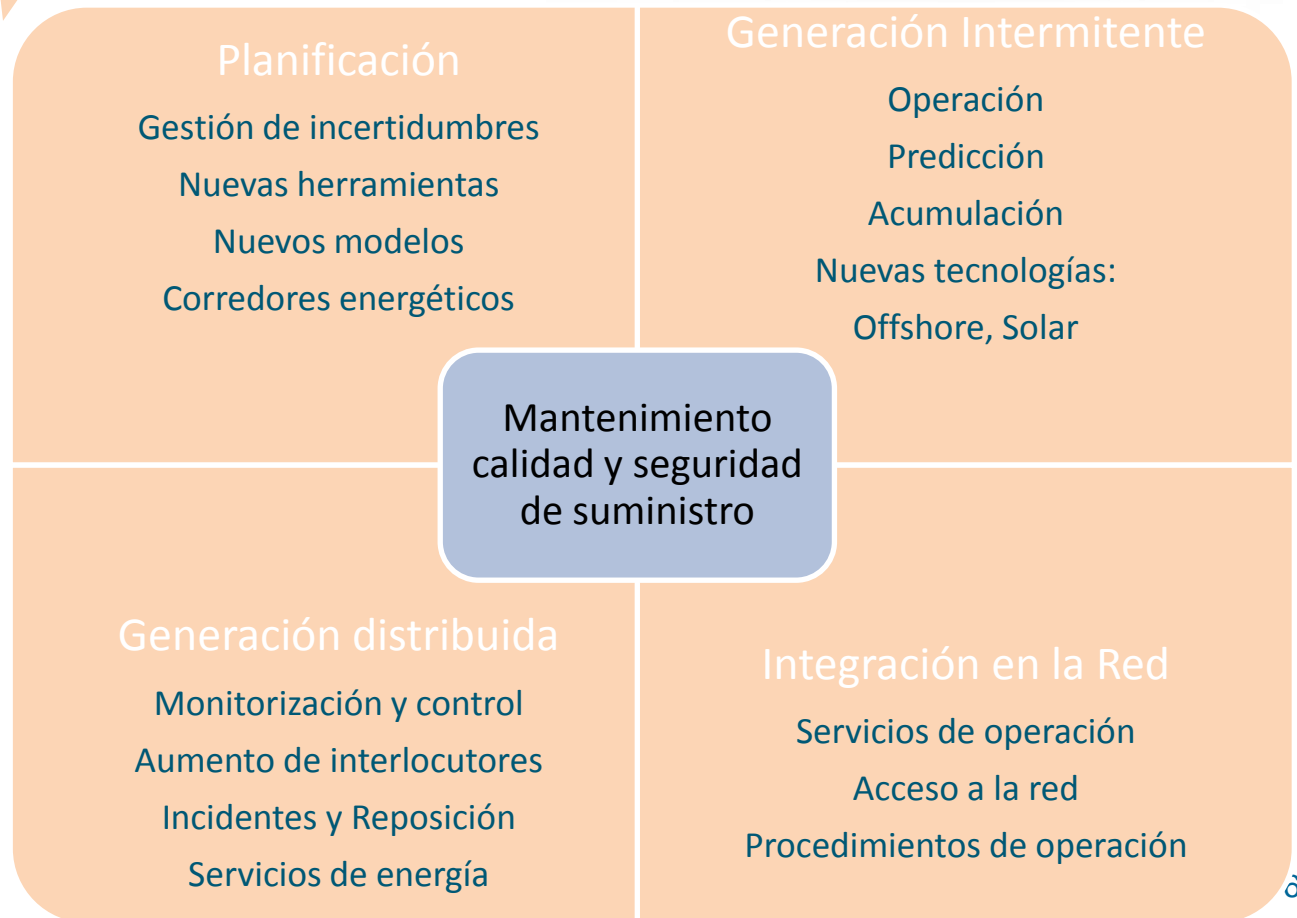 Planificación
Gestión de incertidumbres
Nuevas herramientas
Nuevos modelos
Corredores energéticos
Generación Intermitente
Operación
Predicción
Acumulación
Nuevas tecnologías:
Offshore, Solar
Mantenimiento
calidad y seguridad
de suministro
Generación distribuida
Monitorización y control
Aumento de interlocutores
Incidentes y Reposición
Servicios de energía
Integración en la Red
Servicios de operación
Acceso a la red
Procedimientos de operación